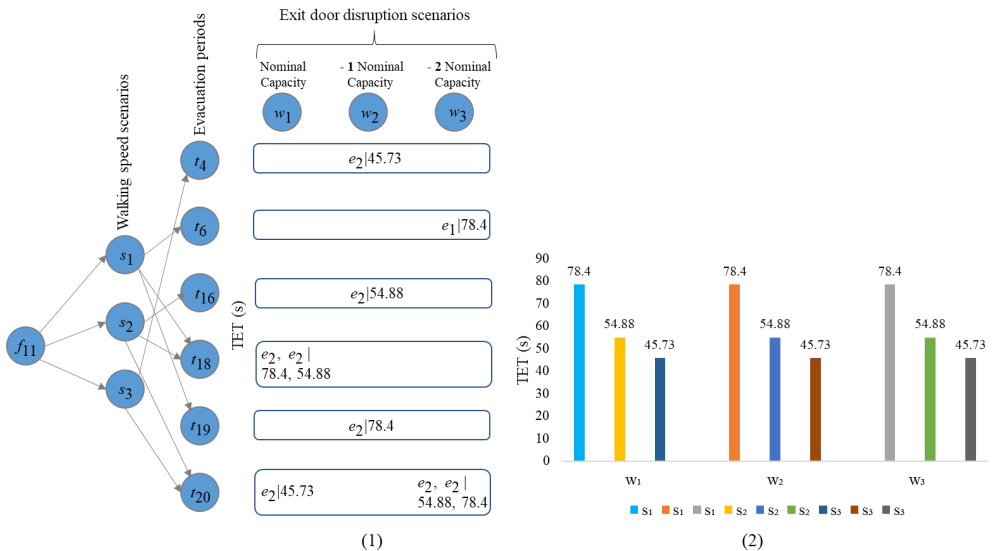 Exit door disruption scenarios
Walking speed scenarios
Evacuation periods
Nominal Capacity
- 1 Nominal Capacity
- 2 Nominal Capacity
w1
w2
w3
t4
e2|45.73
t6
e1|78.4
s1
t16
e2|54.88
s2
f11
TET (s)
t18
e2, e2 |
78.4, 54.88
s3
t19
e2|78.4
t20
e2|45.73
e2, e2 |
54.88, 78.4
(1)
TET (s)
90
80
70
60
50
40
30
20
10
0
78.4
54.88
45.73
78.4
54.88
45.73
78.4
54.88
45.73
w1
w2
w3
s1 s1 s1 s2 s2 s2 s3 s3 s3
(2)